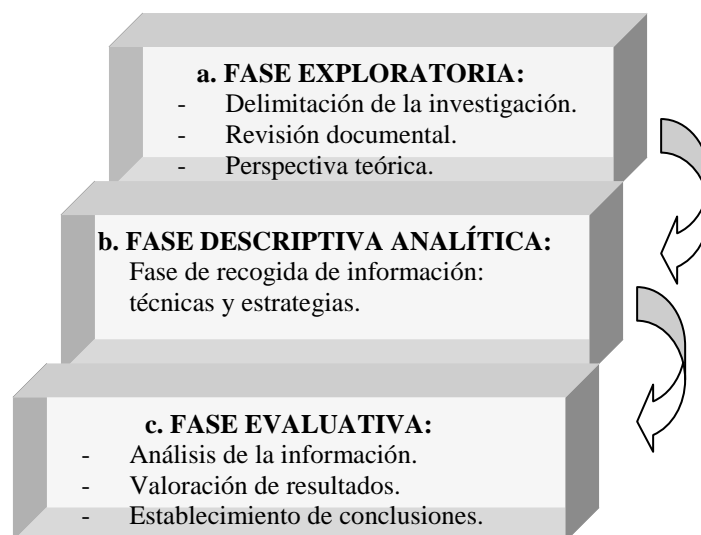 a. FASE EXPLORATORIA:
- Delimitación de la investigación.
- Revisión documental.
- Perspectiva teórica.
b. FASE DESCRIPTIVA ANALÍTICA:
Fase de recogida de información:
técnicas y estrategias.
c. FASE EVALUATIVA:
- Análisis de la información.
- Valoración de resultados.
- Establecimiento de conclusiones.